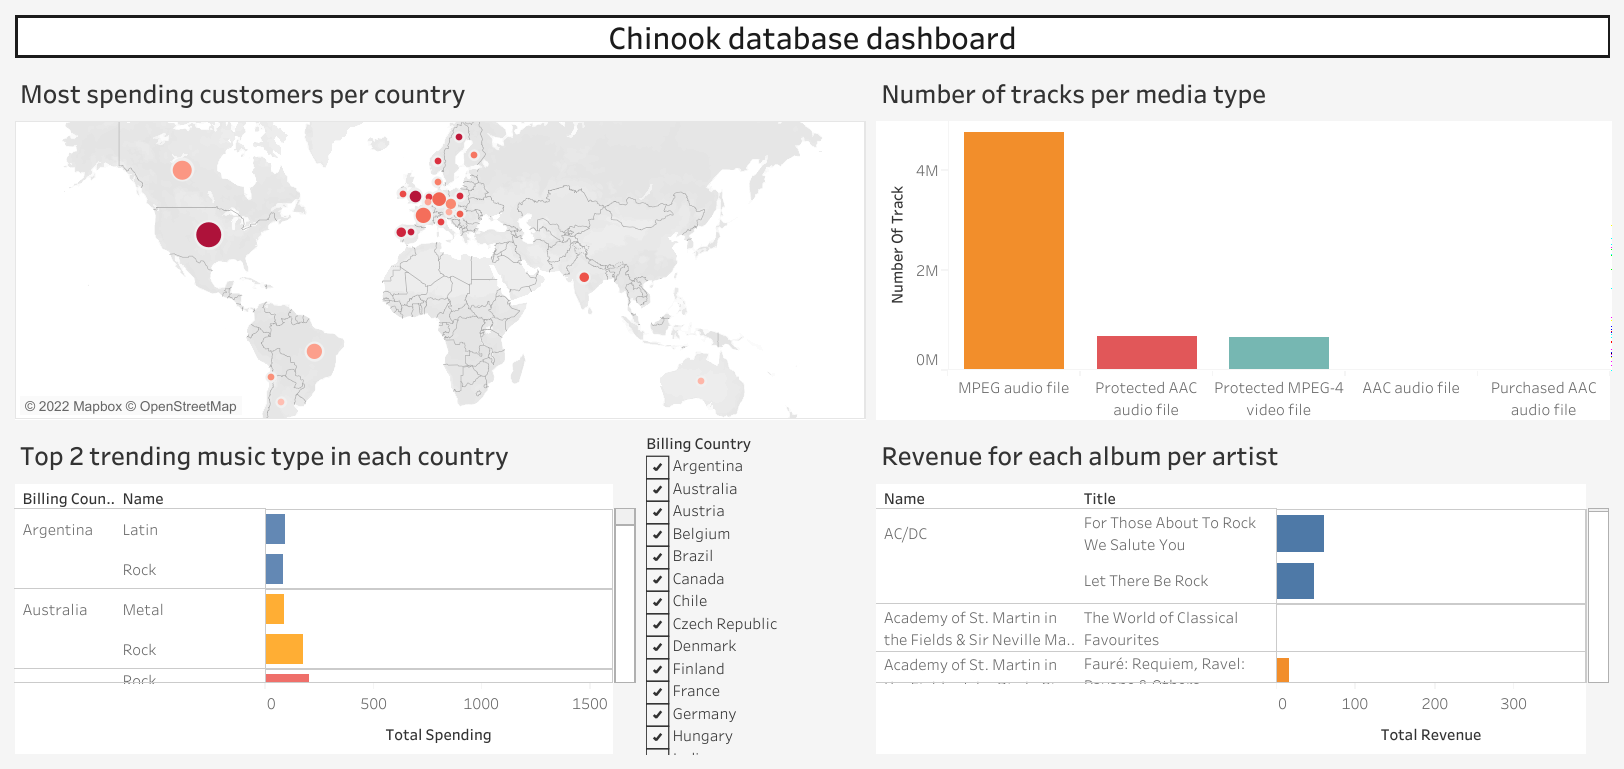 Chinook database dashboard
Most spending customers per country
© 2022 Mapbox © OpenStreetMap
Number of tracks per media type
Number Of Track
4M
2M
0M
MPEG audio file
Protected AAC
audio file
Protected MPEG-4
video file
AAC audio file
Purchased AAC
audio file
Top 2 trending music type in each country
Billing Coun.. Name
Argentina Latin
Rock
Australia Metal
Rock
Rock
0 500 1000 1500
Total Spending
Billing Country
Argentina
Australia
Austria
Belgium
Brazil
Canada
Chile
Czech Republic
Denmark
Finland
France
Germany
Hungary
Revenue for each album per artist
Name Title
AC/DC
For Those About To Rock
We Salute You
Let There Be Rock
Academy of St. Martin in
the Fields & Sir Neville Ma..
The World of Classical
Favourites
Academy of St. Martin in
Fauré: Requiem, Ravel:
0 100 200 300
Total Revenue